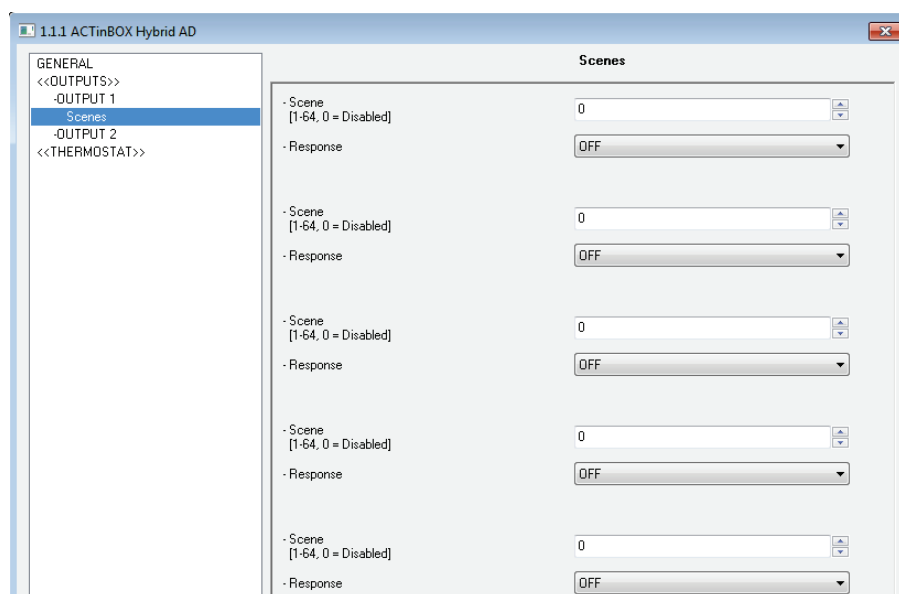 1.1.1 ACTinBOX Hybrid AD
GENERAL
<<OUTPUTS>>
-OUTPUT 1
Scenes
-OUTPUT 2
<<THERMOSTAT>>
Scenes
- Scene
[1-64, 0 = Disabled]
0
- Response
OFF
- Scene
[1-64, 0 = Disabled]
0
- Response
OFF
- Scene
[1-64, 0 = Disabled]
0
- Response
OFF
- Scene
[1-64, 0 = Disabled]
0
- Response
OFF
- Scene
[1-64, 0 = Disabled]
0
- Response
OFF